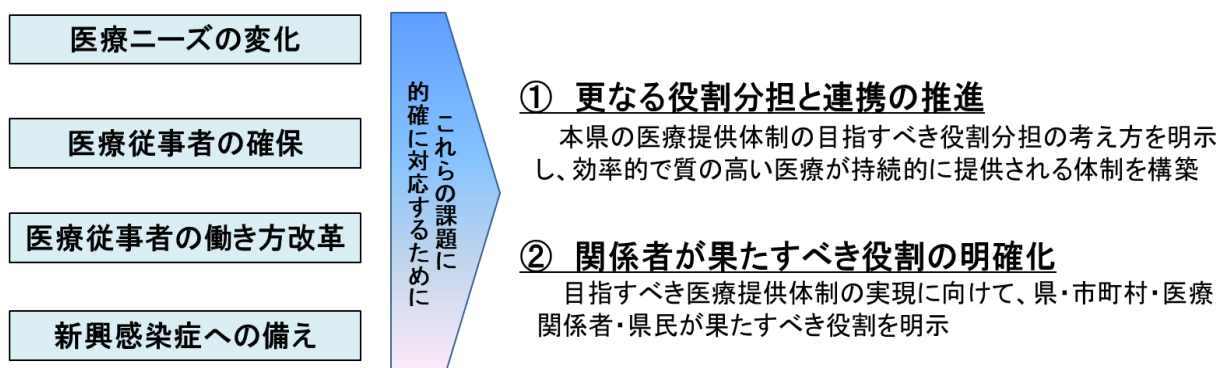 医療ニーズの変化
医療従事者の確保
医療従事者の働き方改革
新興感染症への備え
これらの課題に
的確に対応するために
① 更なる役割分担と連携の推進
本県の医療提供体制の目指すべき役割分担の考え方を明示
し、効率的で質の高い医療が持続的に提供される体制を構築
② 関係者が果たすべき役割の明確化
目指すべき医療提供体制の実現に向けて、県・市町村・医療
関係者・県民が果たすべき役割を明示